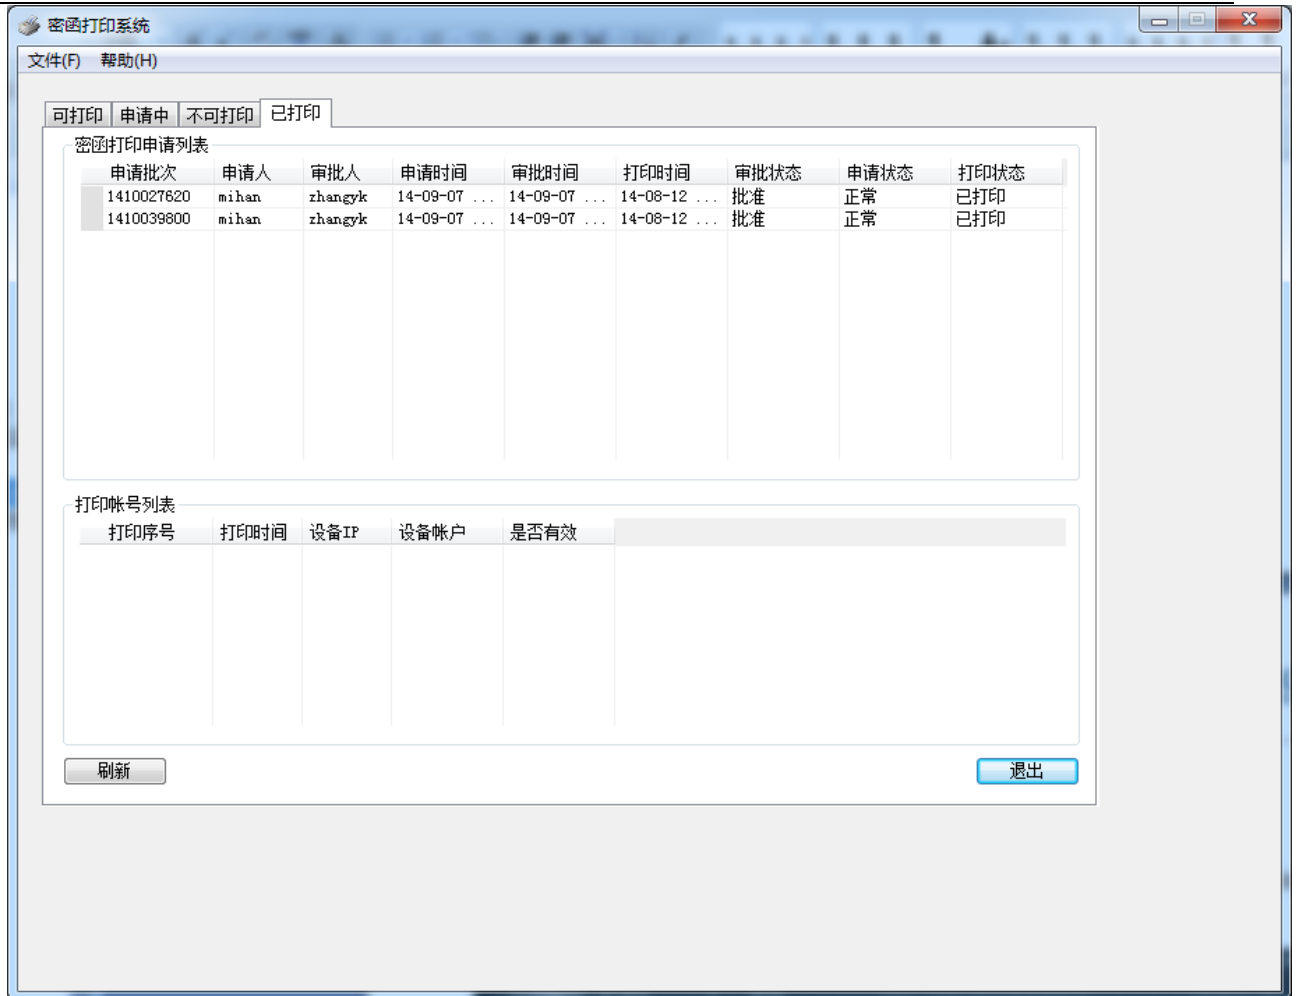 密函打印系统
文件(F) 帮助(H)
可打印 申请中 不可打印 已打印
密函打印申请列表
申请批次 申请人 审批人 申请时间 审批时间 打印时间 审批状态 申请状态 打印状态
1410027620 mihan zhangyk 14-09-07 ... 14-09-07 ... 14-08-12 ... 批准 正常 已打印
1410039800 mihan zhangyk 14-09-07 ... 14-09-07 ... 14-08-12 ... 批准 正常 已打印
打印帐号列表
打印序号 打印时间 设备IP 设备帐户 是否有效
刷新 退出